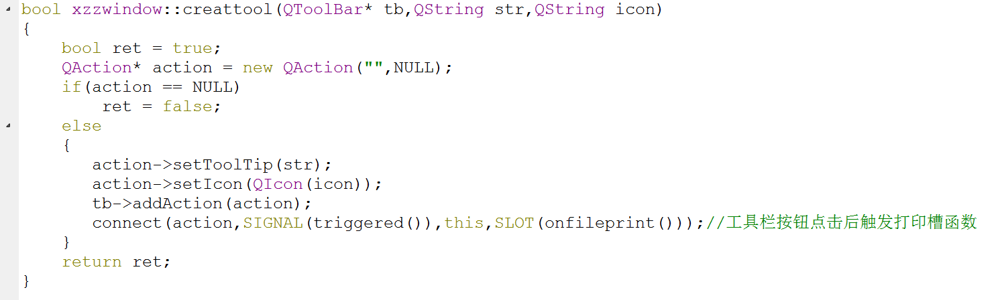 bool xzzwindow::creattool(QToolBar* tb,QString str,QString icon)
{
    bool ret = true;
    QAction* action = new QAction("",NULL);
    if(action == NULL)
        ret = false;
    else
    {
       action->setToolTip(str);
       action->setIcon(QIcon(icon));
       tb->addAction(action);
       connect(action,SIGNAL(triggered()),this,SLOT(onfileprint()));//工具栏按钮点击后触发打印槽函数
    }
    return ret;
}